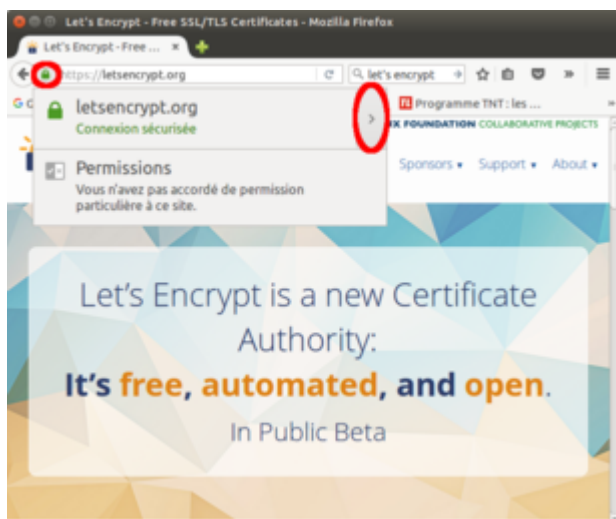 Let's Encrypt - Free SSL/TLS Certificates - Mozilla Firefox
Let's Encrypt - Free ...
https://letsencrypt.org
let's encrypt
letsencrypt.org
Connexion sécurisée
Programme TNT : les ...
FOUNDATION COLLABORATIVE PROJECTS
Permissions
Vous n'avez pas accordé de permission
particulière à ce site.
Sponsors Support About
Let's Encrypt is a new Certificate
Authority:
It's free, automated, and open.
In Public Beta